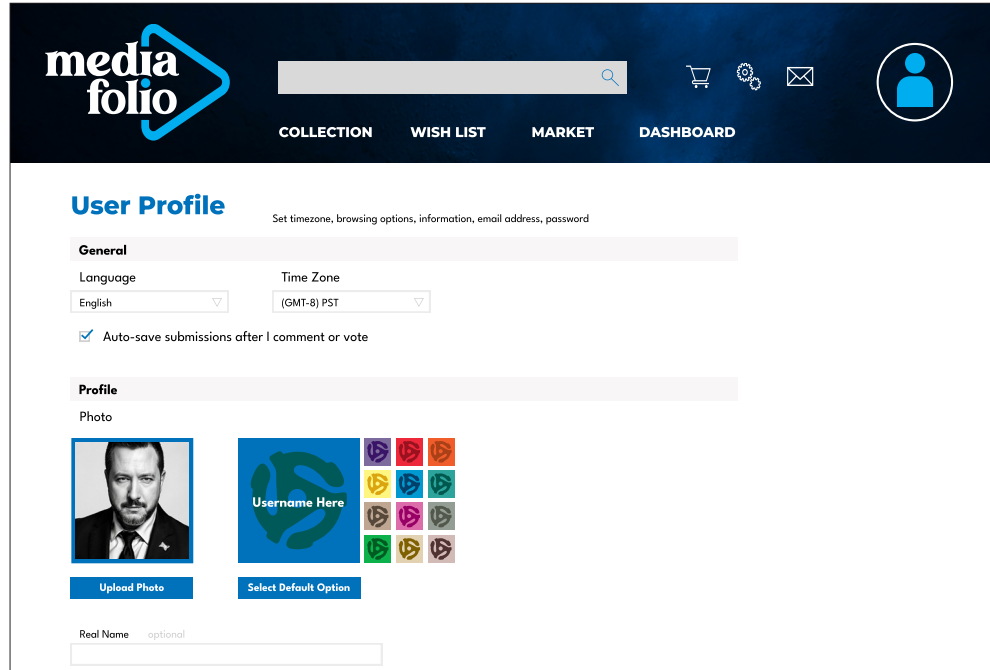 media
folio
COLLECTION WISH LIST MARKET DASHBOARD
User Profile
Set timezone, browsing options, information, email address, password
General
Language Time Zone
English (GMT-8) PST
Auto-save submissions after I comment or vote
Profile
Photo
Username Here
Upload Photo Select Default Option
Real Name optional